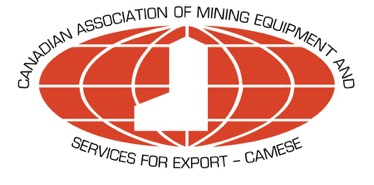 CANADIAN ASSOCIATION OF MINING EQUIPMENT AND
SERVICES FOR EXPORT – CAMESE